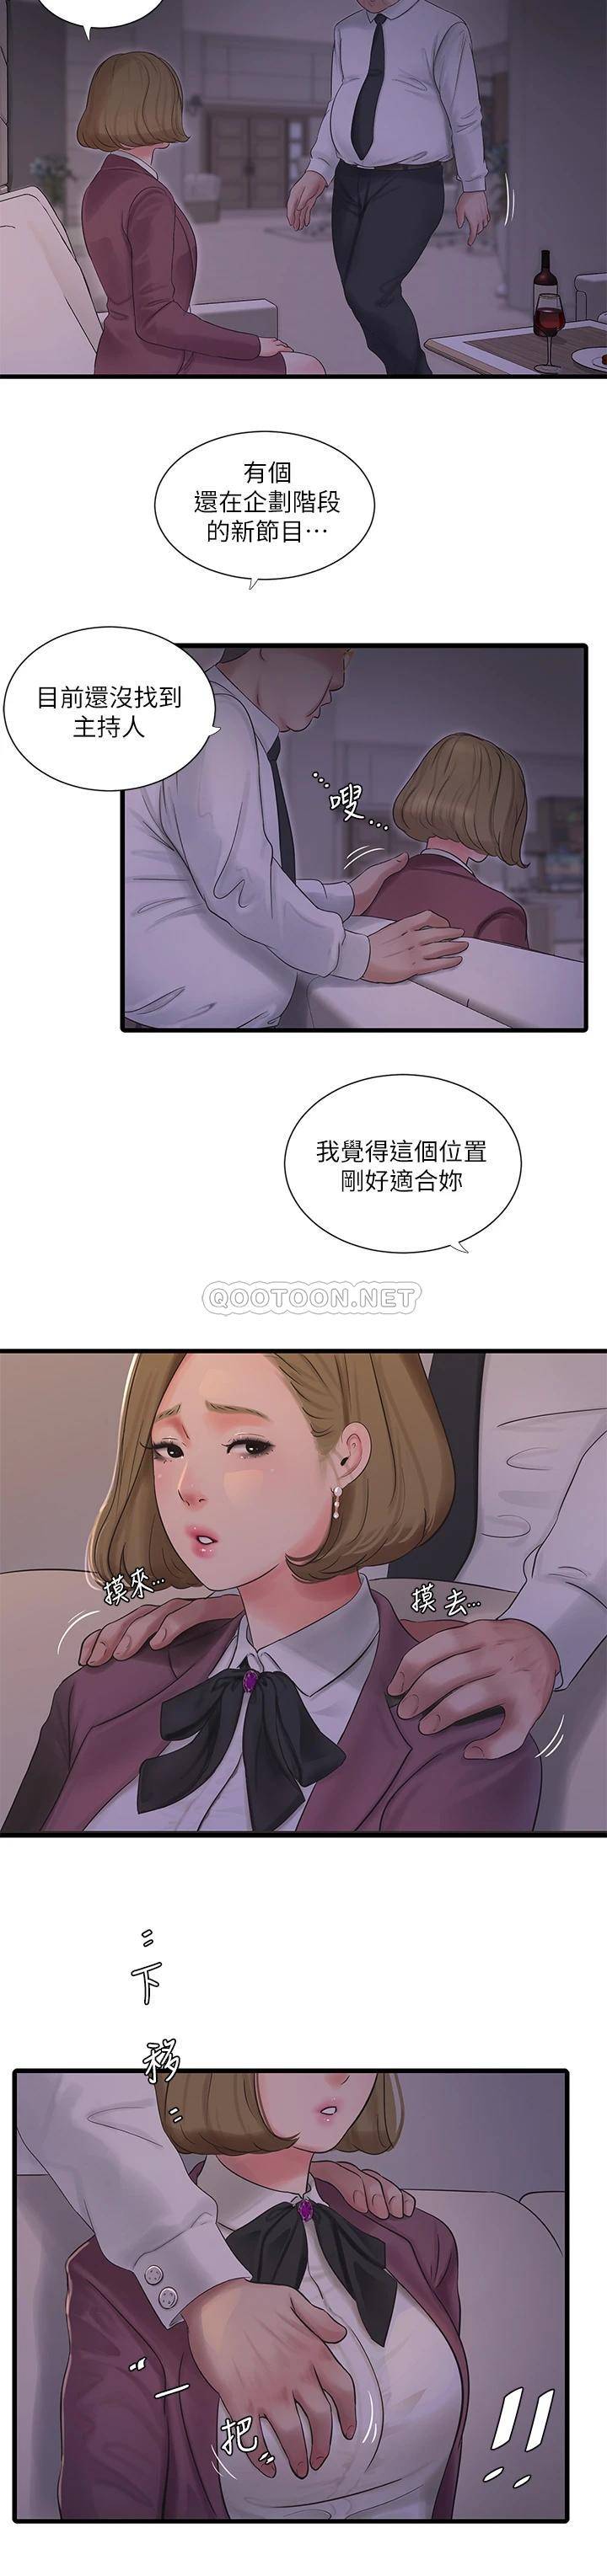 有個
還在企劃階段
的新節目…
目前還沒找到
主持人
…嗖…
我覺得這個位置
剛好適合妳
QOOTOON.NET
摸來…
摸去…
下
移
把